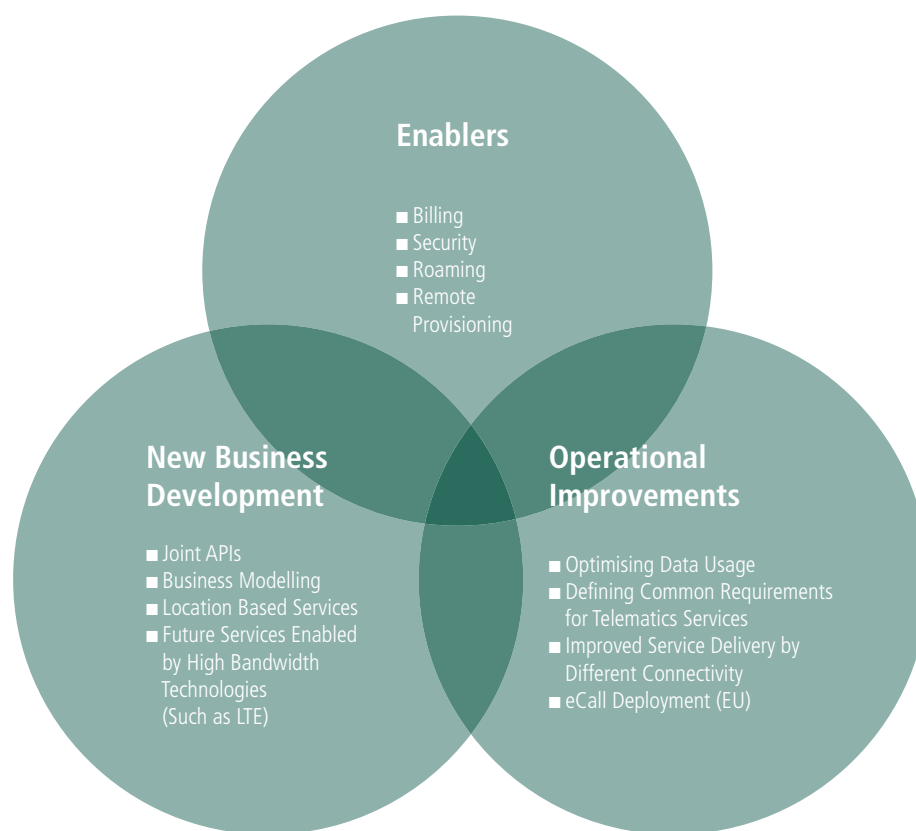 Enablers
■ Billing
■ Security
■ Roaming
■ Remote
Provisioning
New Business
Development
■ Joint APIs
■ Business Modelling
■ Location Based Services
■ Future Services Enabled
by High Bandwidth
Technologies
(Such as LTE)
Operational
Improvements
■ Optimising Data Usage
■ Defining Common Requirements
for Telematics Services
■ Improved Service Delivery by
Different Connectivity
■ eCall Deployment (EU)